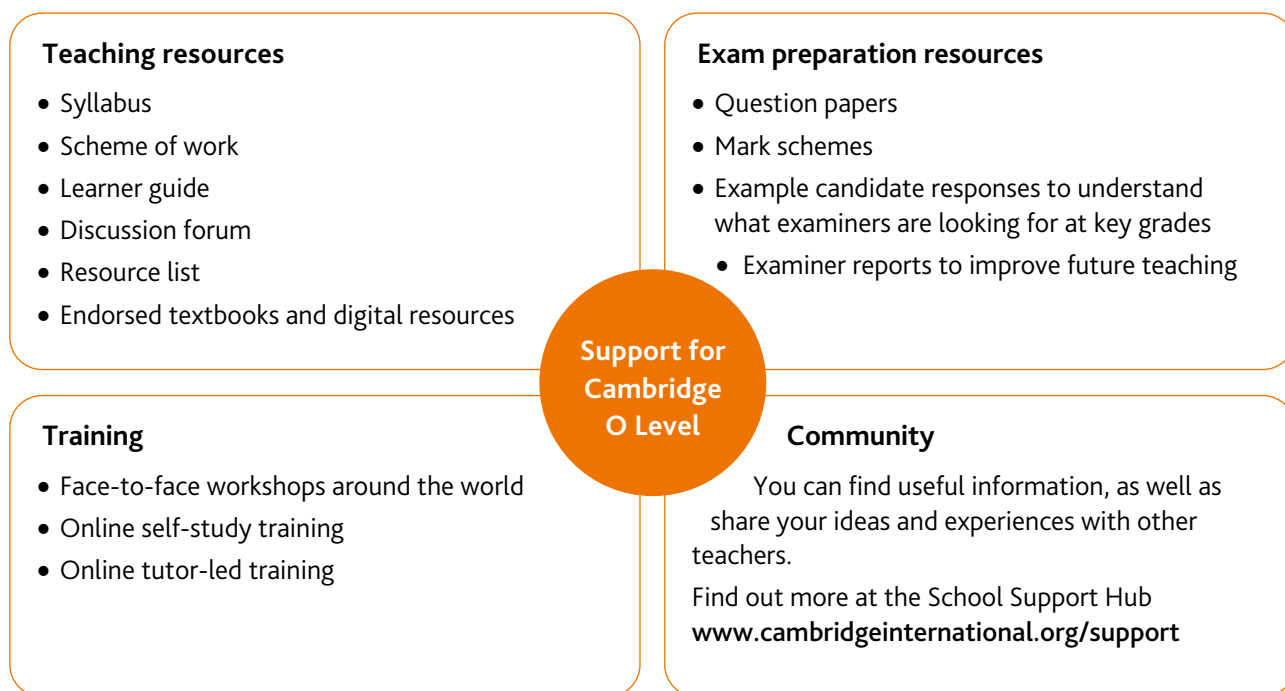 Teaching resources
• Syllabus
• Scheme of work
• Learner guide
• Discussion forum
• Resource list
• Endorsed textbooks and digital resources
Exam preparation resources
• Question papers
• Mark schemes
• Example candidate responses to understand
what examiners are looking for at key grades
• Examiner reports to improve future teaching
Support for
Cambridge
O Level
Training
• Face-to-face workshops around the world
• Online self-study training
• Online tutor-led training
Community
You can find useful information, as well as
share your ideas and experiences with other
teachers.
Find out more at the School Support Hub
www.cambridgeinternational.org/support